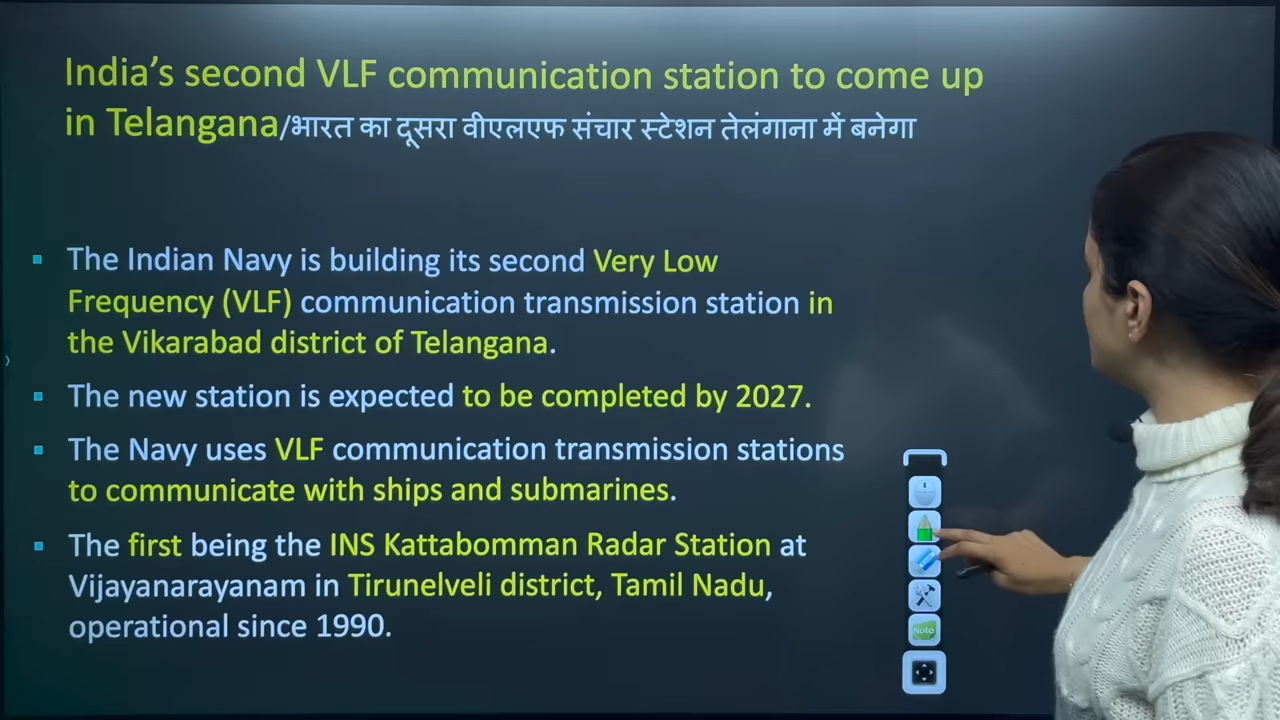 India's second VLF communication station to come up
in Telangana/भारत का दूसरा वीएलएफ संचार स्टेशन तेलंगाना में बनेगा
The Indian Navy is building its second Very Low
Frequency (VLF) communication transmission station in
the Vikarabad district of Telangana.
The new station is expected to be completed by 2027.
The Navy uses VLF communication transmission stations
to communicate with ships and submarines.
The first being the INS Kattabomman Radar Station at
Vijayanarayanam in Tirunelveli district, Tamil Nadu,
operational since 1990.
Note